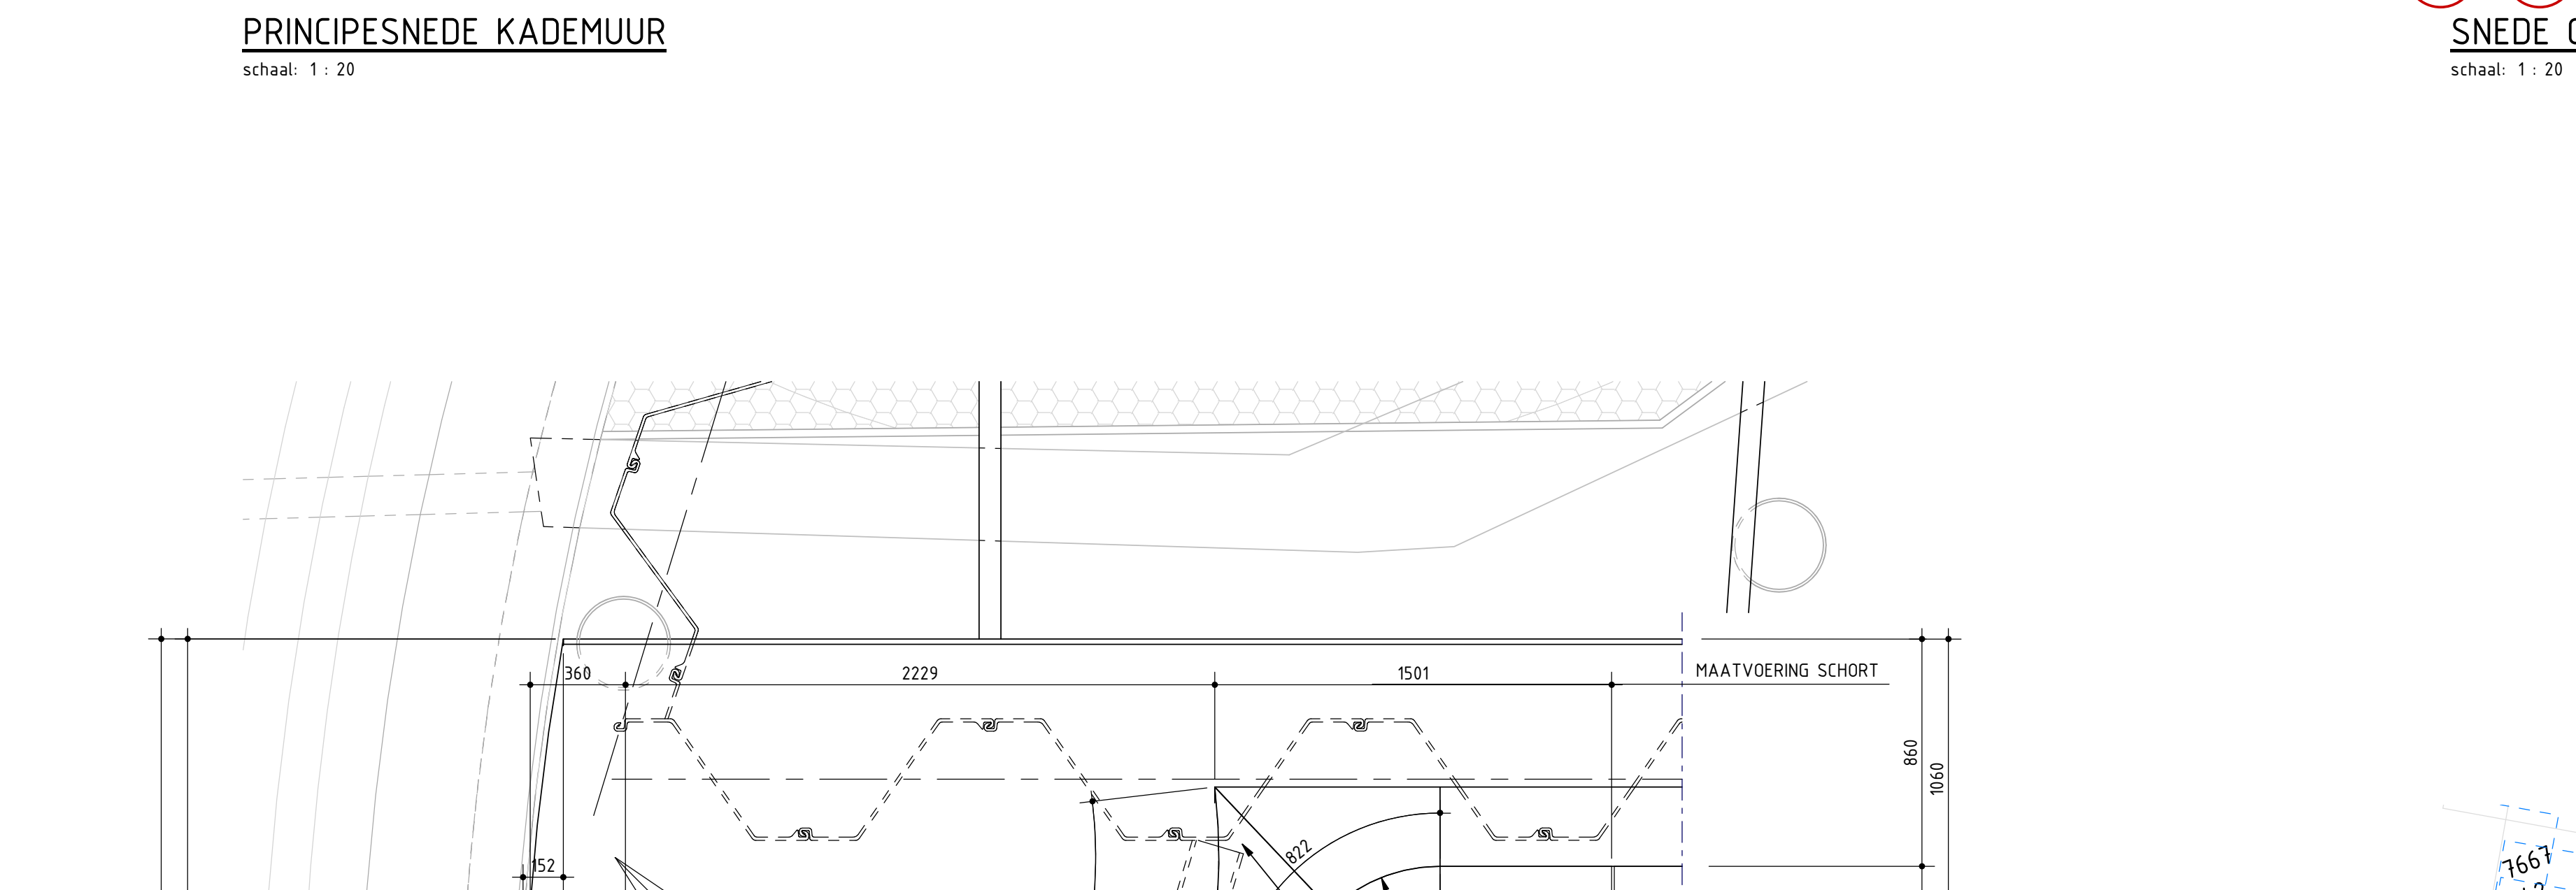 PRINCIPESNEDE KADEMUUR
schaal: 1 : 20
SNEDE
schaal: 1 : 20
360
2229
1501
MAATVOERING SCHORT
860
1060
822
152
7667